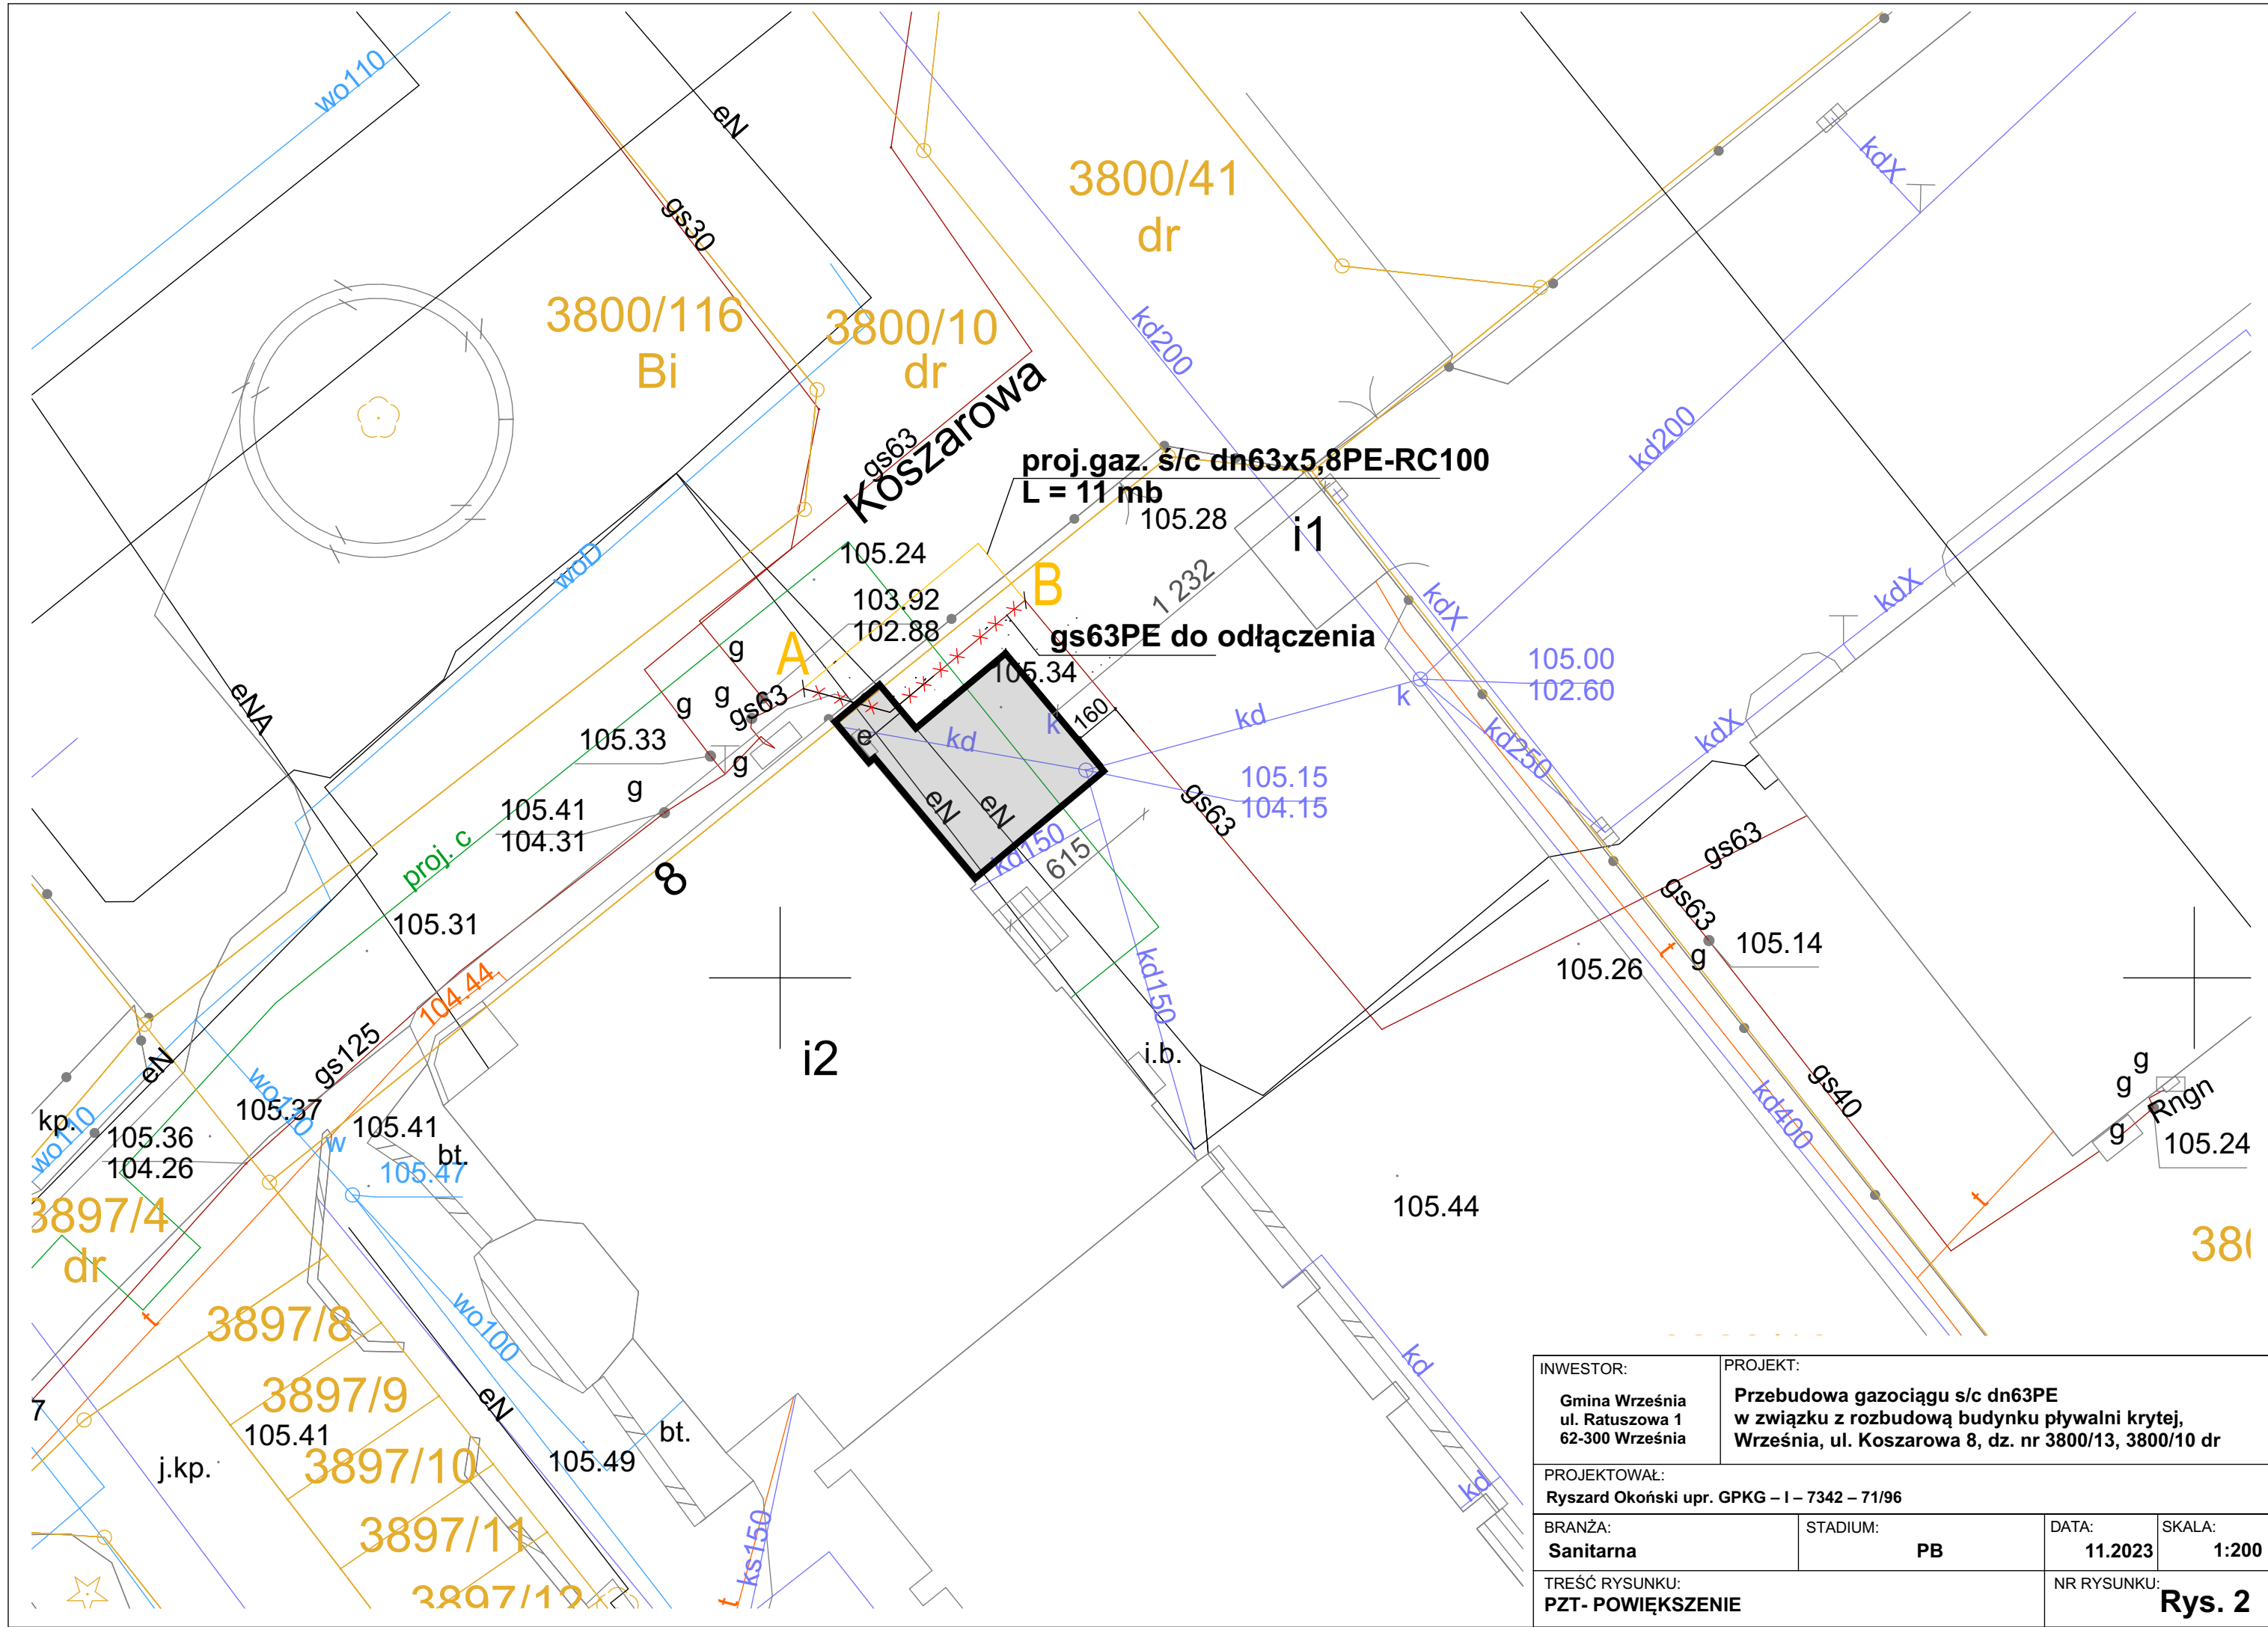 wo110
eN
kdX
3800/41
dr
gs30
3800/116
Bi
3800/10
dr
kd200
Koszarowa
gs63
kd200
proj.gaz. ś/c dn63x5,8PE-RC100
L = 11 mb
105.28
i1
woD
105.24
103.92
102.88
B
1 232
kdX
kdX
A
g
gs63PE do odłączenia
105.34
105.00
102.60
k
eNA
g
g
gs63
105.33
g
e
kd
k
160
kd
kd250
kdX
g
105.41
104.31
eN
eN
105.15
104.15
gs63
proj. c
kd150
615
gs63
8
105.31
gs63
t
g
105.14
105.26
104.44
kd150
gs125
i2
i.b.
eN
kp.
wo110
105.36
104.26
105.37
105.41
w
bt.
105.47
gs40
kd400
g
g
Rngn
g
105.24
105.44
t
3897/4
dr
t
3897/8
wo100
3897/9
105.41
eN
kd
7
j.kp.
3897/10
105.49
bt.
kd
3897/11
ks150
3897/12
t
INWESTOR:
Gmina Września
ul. Ratuszowa 1
62-300 Września
PROJEKT:
Przebudowa gazociągu s/c dn63PE
w związku z rozbudową budynku pływalni krytej,
Września, ul. Koszarowa 8, dz. nr 3800/13, 3800/10 dr
PROJEKTOWAŁ:
Ryszard Okoński upr. GPKG – I – 7342 – 71/96
BRANŻA:
Sanitarna
STADIUM:
PB
DATA:
11.2023
SKALA:
1:200
TREŚĆ RYSUNKU:
PZT- POWIĘKSZENIE
NR RYSUNKU:
Rys. 2